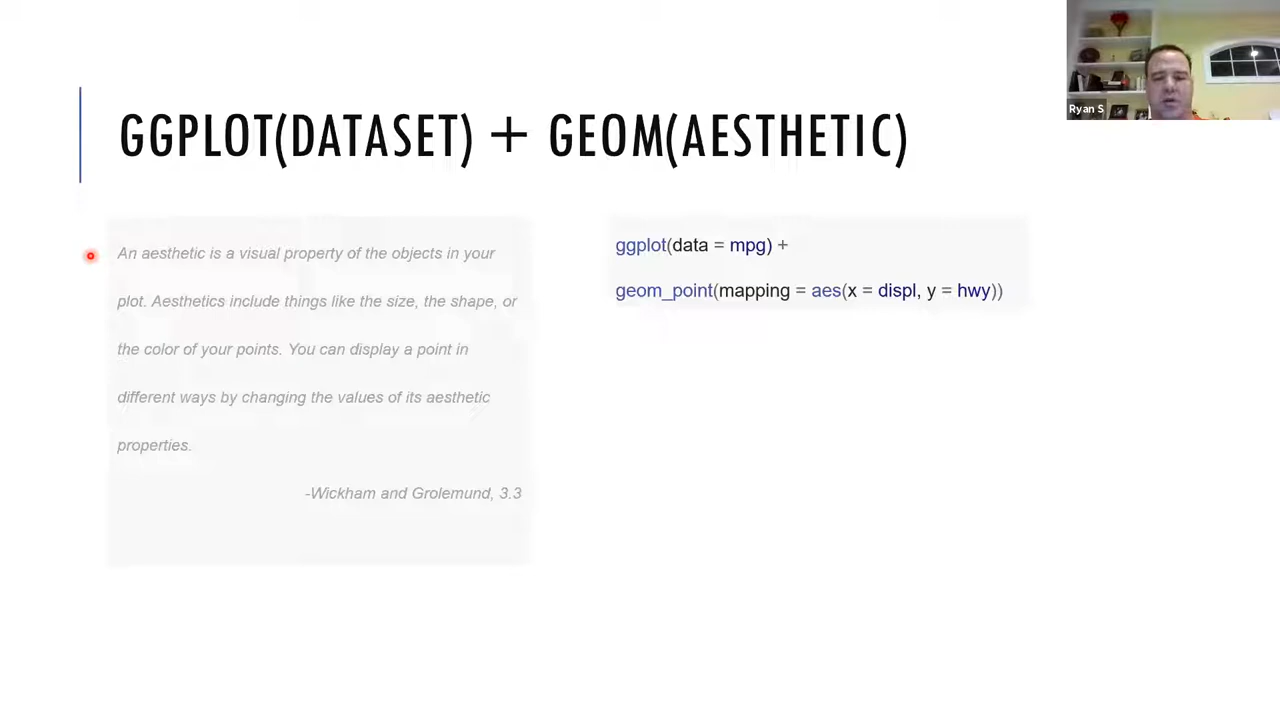 GGPLOT(DATASET) + GEOM(AESTHETIC)
An aesthetic is a visual property of the objects in your
plot. Aesthetics include things like the size, the shape, or
the color of your points. You can display a point in
different ways by changing the values of its aesthetic
properties.
-Wickham and Grolemund, 3.3
ggplot(data = mpg) +
geom_point(mapping = aes(x = displ, y = hwy))
Ryan S